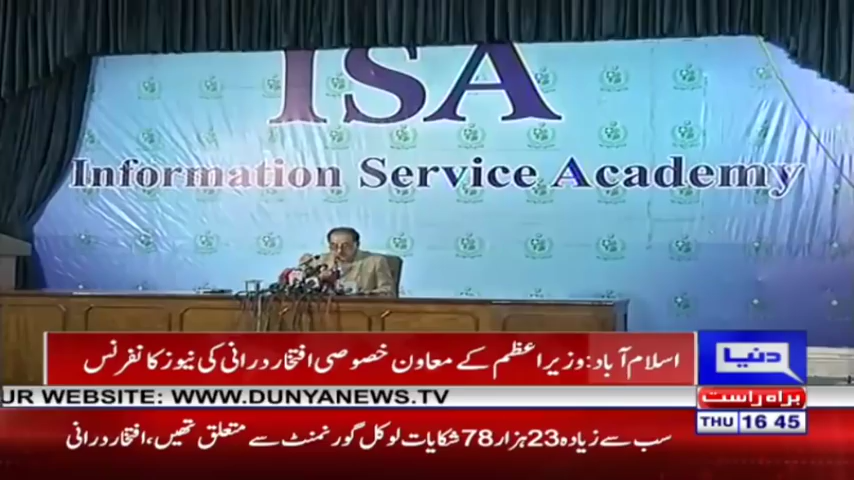 ISA
Information Service Academy
اسلام آباد: وزیراعظم کے معاون خصوصی افتخار درانی کی نیوز کانفرنس
دنیا
براہ راست
UR WEBSITE: WWW.DUNYANEWS.TV
THU 16 45
سب سے زیادہ 23ہزار 78 شکایات لوکل گورنمنٹ سے متعلق تھیں، افتخار درانی